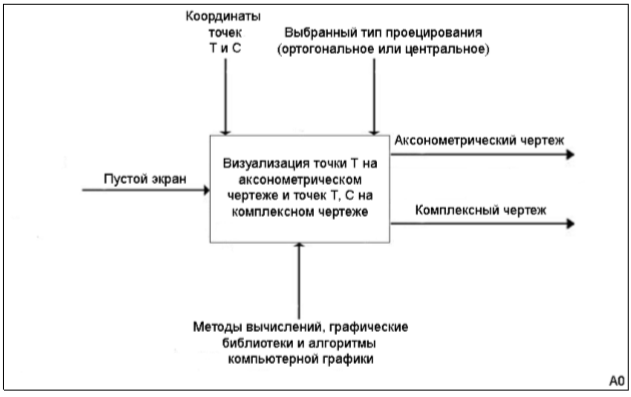 Координаты
точек
Т и С
Выбранный тип проецирования
(ортогональное или центральное)
Аксонометрический чертеж
Пустой экран
Визуализация точки Т на
аксонометрическом
чертеже и точек Т, С на
комплексном чертеже
Комплексный чертеж
Методы вычислений, графические
библиотеки и алгоритмы
компьютерной графики
А0